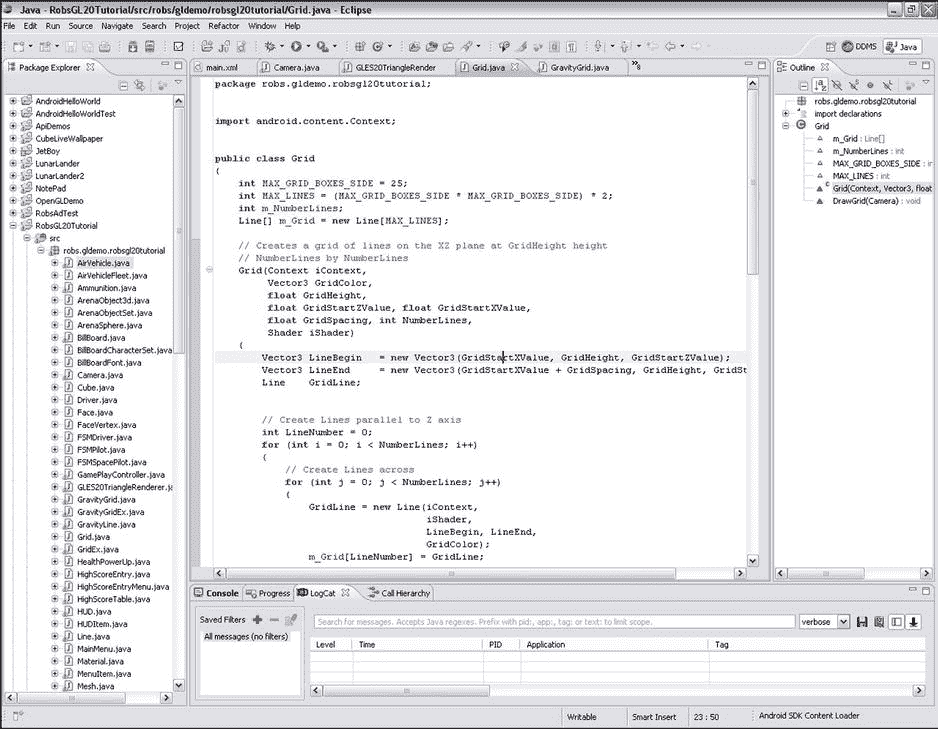 Java - RobsGL20Tutorial/src/robs/gldemo/robsgl20tutorial/Grid.java - Eclipse
File Edit Run Source Navigate Search Project Refactor Window Help
DDMS Java
Package Explorer
AndroidHelloWorld
AndroidHelloWorldTest
ApiDemos
CubeLiveWallpaper
JetBoy
LunarLander
LunarLander2
NotePad
OpenGLDemo
RobsAdTest
RobsGL20Tutorial
src
robs.gldemo.robsgl20tutorial
AirVehicle.java
AirVehicleFleet.java
Ammunition.java
ArenaObject3d.java
ArenaObjectSet.java
ArenaSphere.java
BillBoard.java
BillBoardCharacterSet.java
BillBoardFont.java
Camera.java
Cube.java
Driver.java
Face.java
FaceVertex.java
FSMDriver.java
FSMPilot.java
FSMSpacePilot.java
GamePlayController.java
GLES20TriangleRenderer.ja
GravityGrid.java
GravityGridEx.java
GravityLine.java
Grid.java
GridEx.java
HealthPowerUp.java
HighScoreEntry.java
HighScoreEntryMenu.java
HighScoreTable.java
HUD.java
HUDItem.java
Line.java
MainMenu.java
Material.java
MenuItem.java
Mesh.java
main.xml Camera.java GLES20TriangleRender Grid.java GravityGrid.java »8
package robs.gldemo.robsgl20tutorial;
import android.content.Context;
public class Grid
{
int MAX_GRID_BOXES_SIDE = 25;
int MAX_LINES = (MAX_GRID_BOXES_SIDE * MAX_GRID_BOXES_SIDE) * 2;
int m_NumberLines;
Line[] m_Grid = new Line[MAX_LINES];
// Creates a grid of lines on the XZ plane at GridHeight height
// NumberLines by NumberLines
Grid(Context iContext,
Vector3 GridColor,
float GridHeight,
float GridStartZValue, float GridStartXValue,
float GridSpacing, int NumberLines,
Shader iShader)
{
Vector3 LineBegin = new Vector3(GridStartXValue, GridHeight, GridStartZValue);
Vector3 LineEnd = new Vector3(GridStartXValue + GridSpacing, GridHeight, GridSt
Line GridLine;
// Create Lines parallel to Z axis
int LineNumber = 0;
for (int i = 0; i < NumberLines; i++)
{
// Create Lines across
for (int j = 0; j < NumberLines; j++)
{
GridLine = new Line(iContext,
iShader,
LineBegin, LineEnd,
GridColor);
m_Grid[LineNumber] = GridLine;
Outline
robs.gldemo.robsgl20tutorial
import declarations
Grid
m_Grid : Line[]
m_NumberLines : int
MAX_GRID_BOXES_SIDE : in
MAX_LINES : int
Grid(Context, Vector3, float
DrawGrid(Camera) : void
Console Progress LogCat Call Hierarchy
Saved Filters
All messages (no filters)
Search for messages. Accepts Java regexes. Prefix with pid:, app:, tag: or text: to limit scope.
verbose
Level Time PID Application Tag
Writable Smart Insert 23 : 50 Android SDK Content Loader